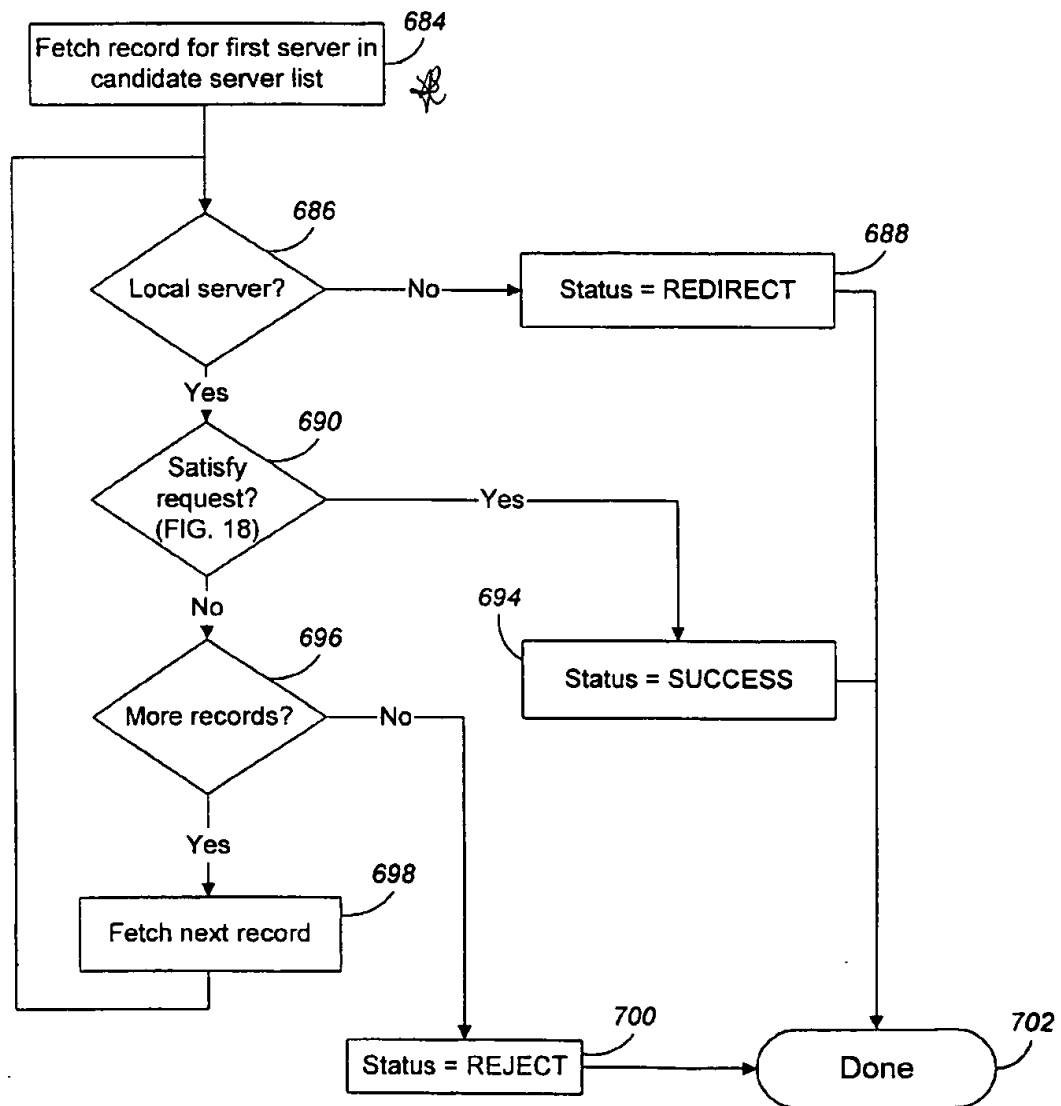 684
Fetch record for first server in
candidate server list
686
688
Local server?
No
Status = REDIRECT
Yes
690
Satisfy
request?
(FIG. 18)
Yes
No
694
696
Status = SUCCESS
More records?
No
Yes
698
Fetch next record
700
702
Status = REJECT
Done